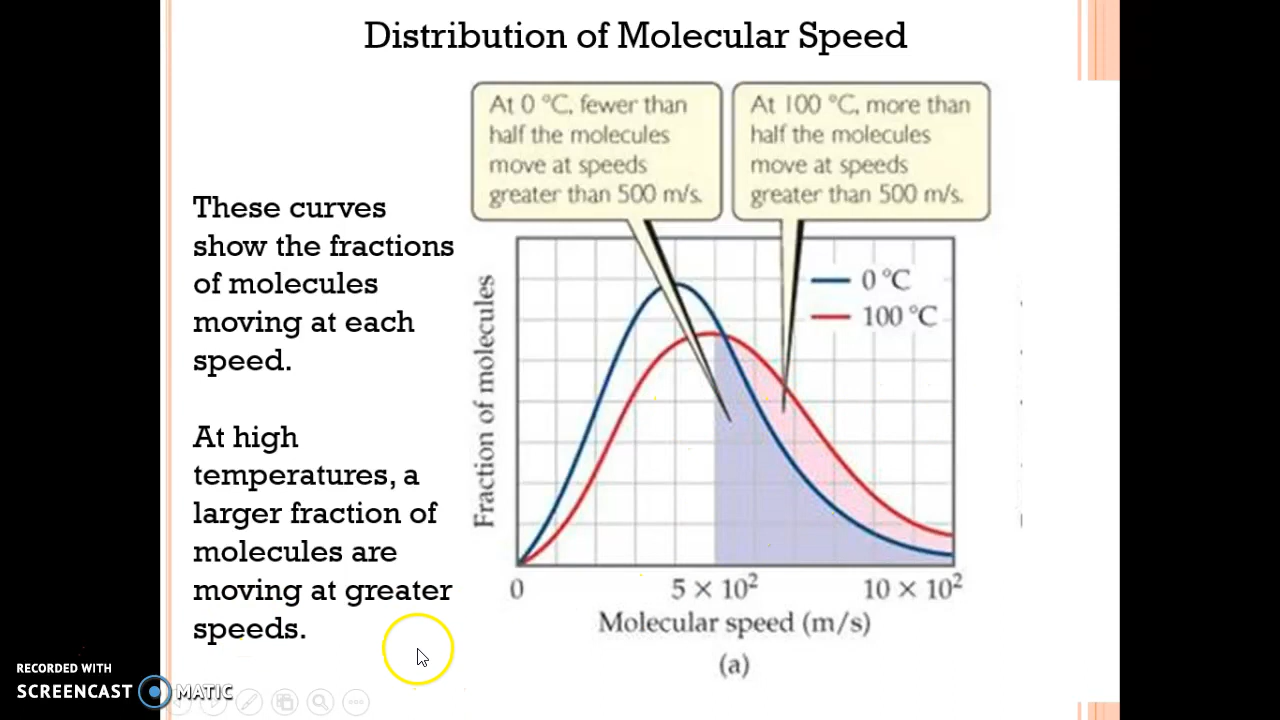 Distribution of Molecular Speed
At 0 °C, fewer than
half the molecules
move at speeds
greater than 500 m/s.
At 100 °C, more than
half the molecules
move at speeds
greater than 500 m/s.
These curves
show the fractions
of molecules
moving at each
speed.
At high
temperatures, a
larger fraction of
molecules are
moving at greater
speeds.
Fraction of molecules
0 °C
100 °C
0
5 × 10²
10 × 10²
Molecular speed (m/s)
(a)
RECORDED WITH
SCREENCAST MATIC